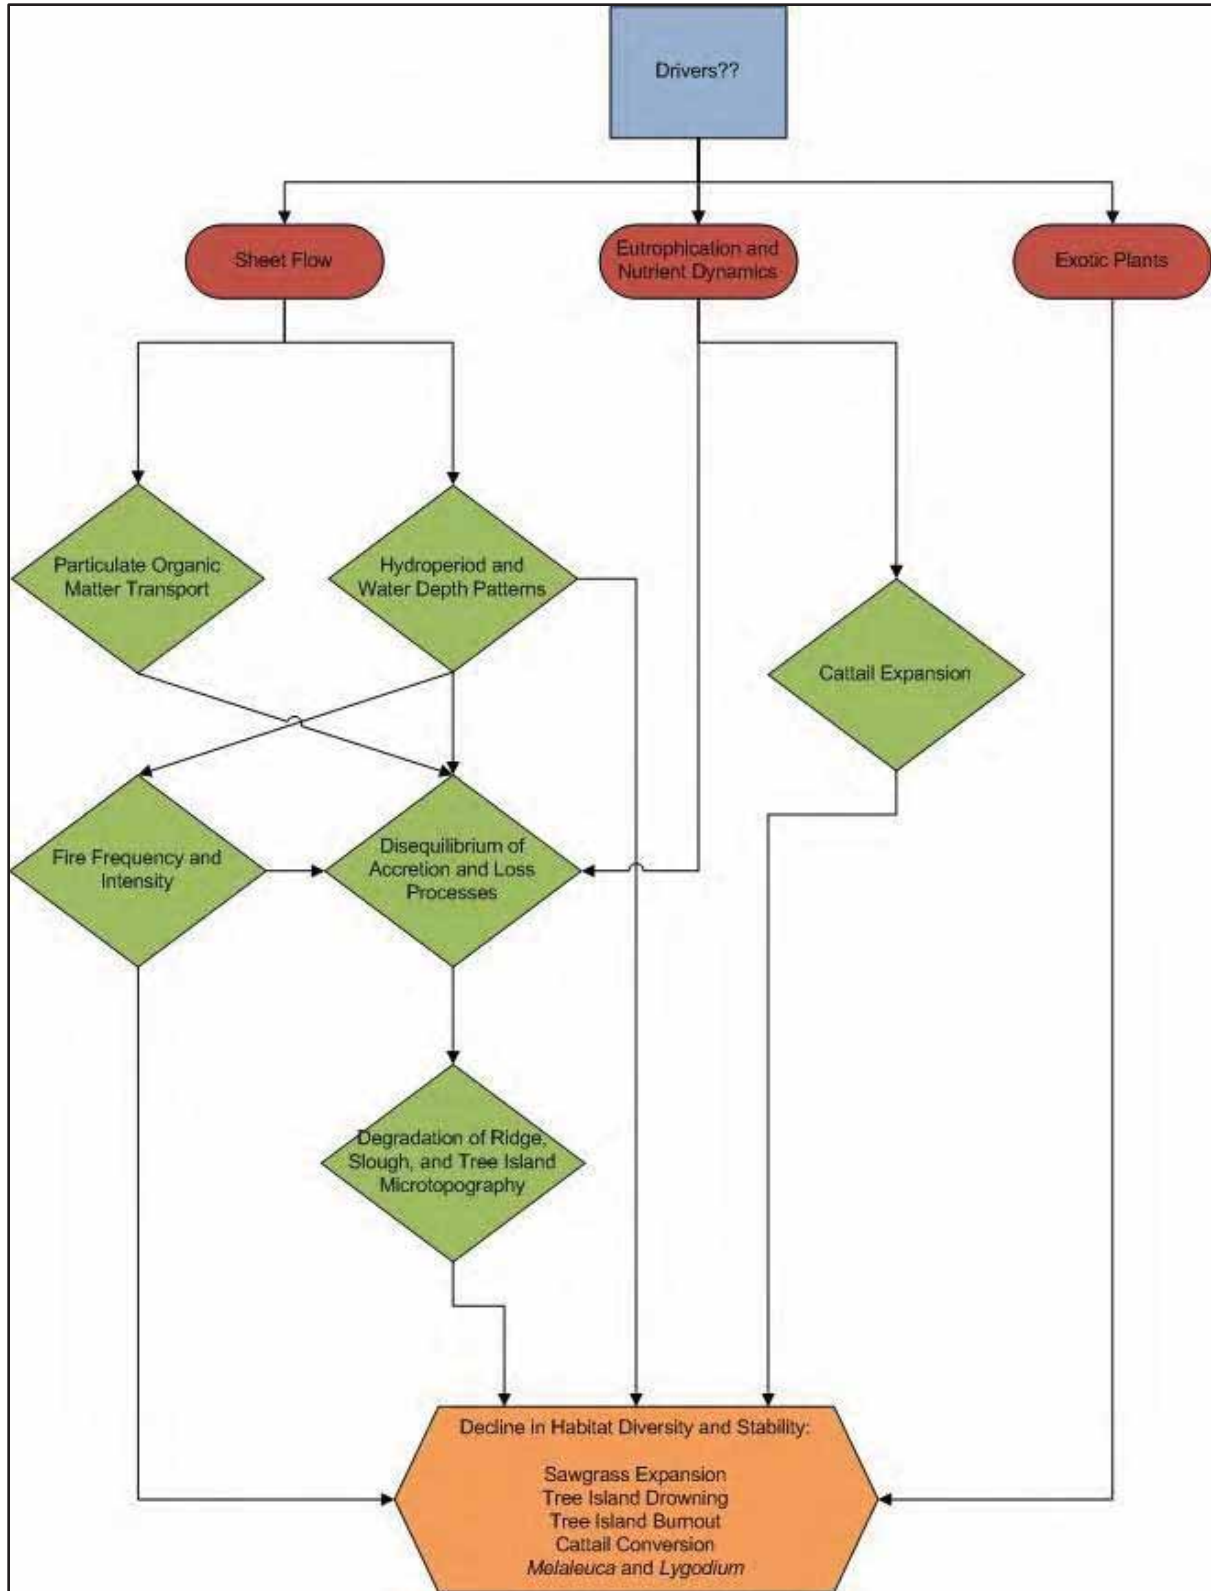 Drivers??
Sheet Flow
Eutrophication and
Nutrient Dynamics
Exotic Plants
Particulate Organic
Matter Transport
Hydroperiod and
Water Depth Patterns
Cattail Expansion
Fire Frequency and
Intensity
Disequilibrium of
Accretion and Loss
Processes
Degradation of Ridge,
Slough, and Tree Island
Microtopography
Decline in Habitat Diversity and Stability:
Sawgrass Expansion
Tree Island Drowning
Tree Island Burnout
Cattail Conversion
Melaleuca and Lygodium